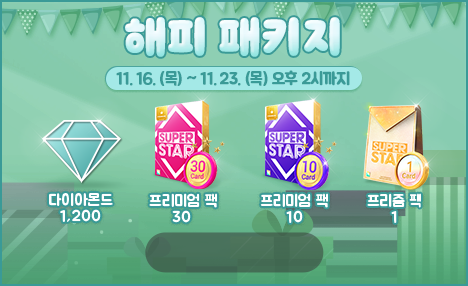 해피 패키지
11. 16. (목) ~ 11. 23. (목) 오후 2시까지
SUPER
STAR
30
Card
SUPER
STAR
10
Card
SUPER
STAR
1
Card
다이아몬드
1,200
프리미엄 팩
30
프리미엄 팩
10
프리즘 팩
1